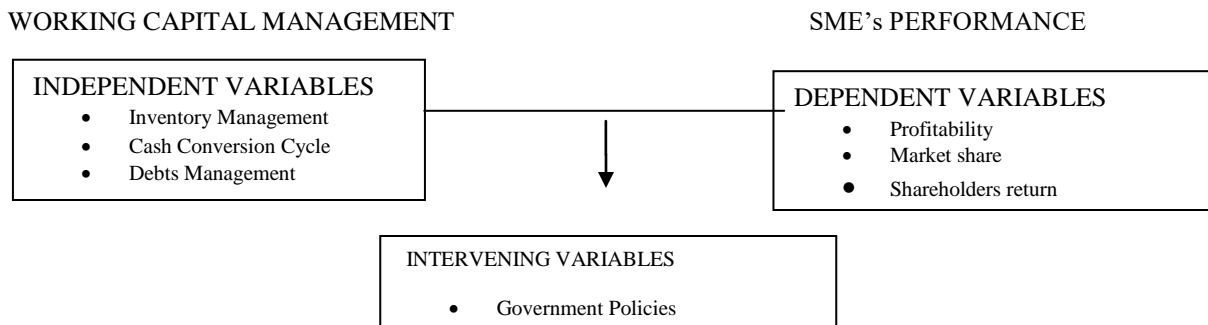 WORKING CAPITAL MANAGEMENT
SME’s PERFORMANCE
INDEPENDENT VARIABLES
• Inventory Management
• Cash Conversion Cycle
• Debts Management
DEPENDENT VARIABLES
• Profitability
• Market share
• Shareholders return
INTERVENING VARIABLES
• Government Policies